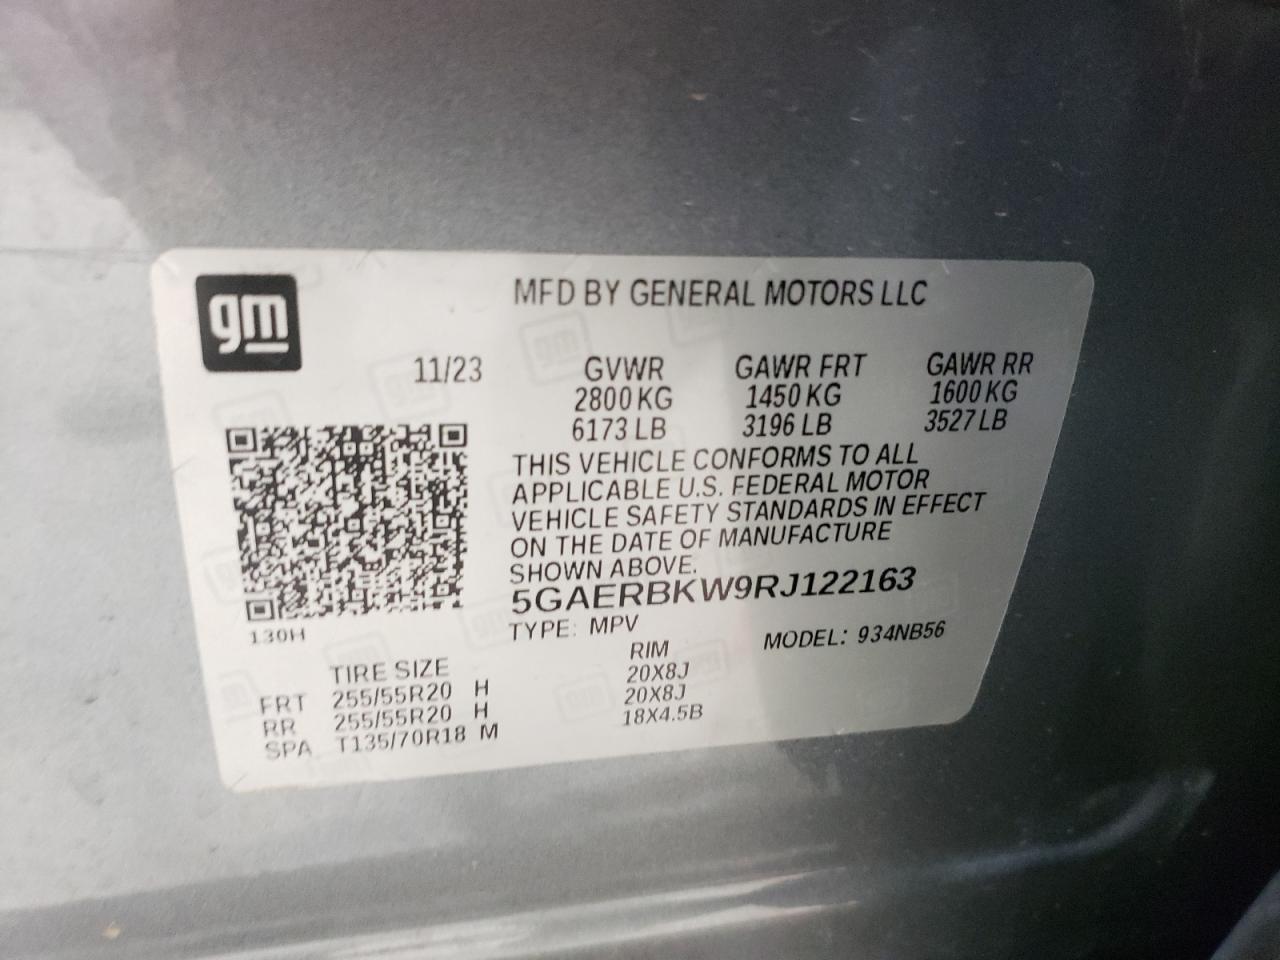 gm
MFD BY GENERAL MOTORS LLC
11/23 GVWR GAWR FRT GAWR RR
2800 KG 1450 KG 1600 KG
6173 LB 3196 LB 3527 LB
THIS VEHICLE CONFORMS TO ALL
APPLICABLE U.S. FEDERAL MOTOR
VEHICLE SAFETY STANDARDS IN EFFECT
ON THE DATE OF MANUFACTURE
SHOWN ABOVE.
5GAERBKW9RJ122163
130H
TYPE: MPV MODEL: 934NB56
TIRE SIZE RIM
FRT 255/55R20 H 20X8J
RR 255/55R20 H 20X8J
SPA T135/70R18 M 18X4.5B